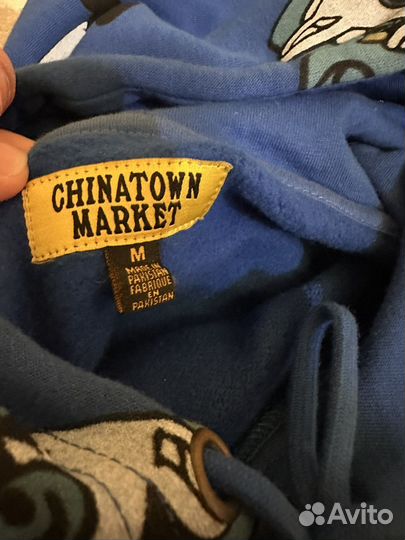 CHINATOWN
MARKET
M
MADE IN
PAKISTAN
FABRIQUE
EN
PAKISTAN
Avito